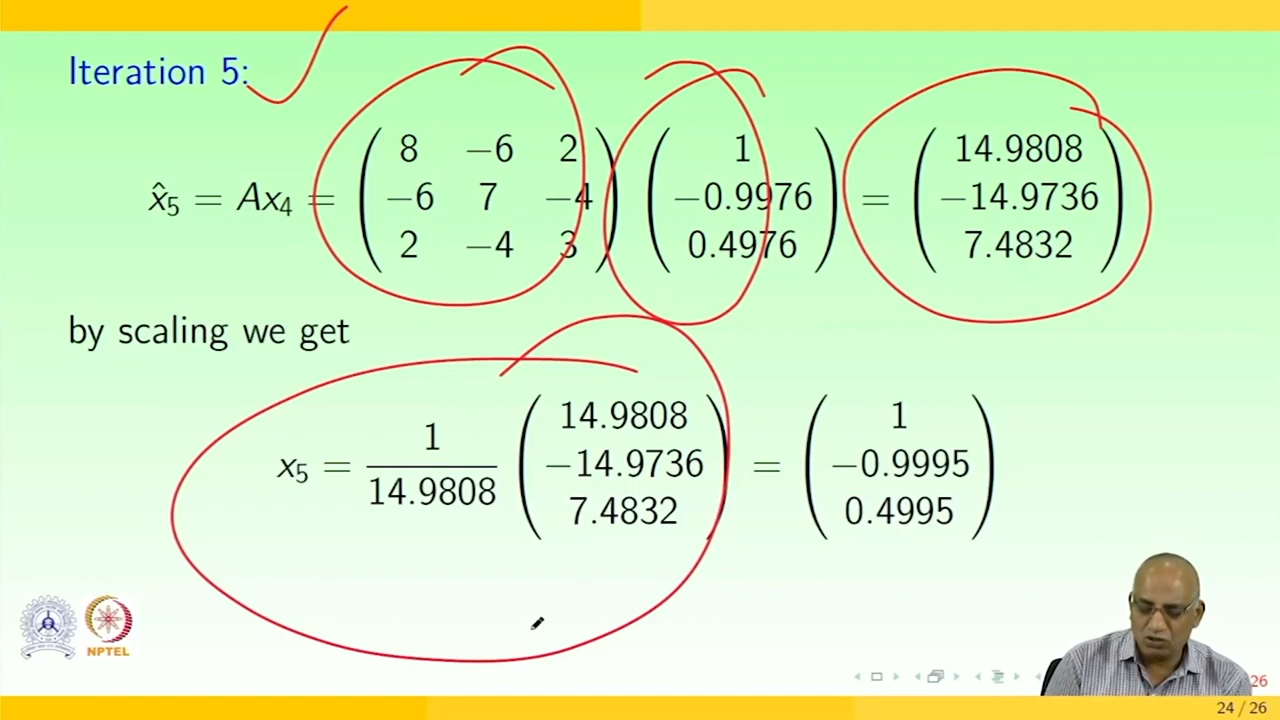 Iteration 5:
x̂₅ = Ax₄ = ( 8 −6 2 ; −6 7 −4 ; 2 −4 3 ) ( 1 ; −0.9976 ; 0.4976 ) = ( 14.9808 ; −14.9736 ; 7.4832 )
by scaling we get
x₅ = 1/14.9808 ( 14.9808 ; −14.9736 ; 7.4832 ) = ( 1 ; −0.9995 ; 0.4995 )
NPTEL
26
24 / 26